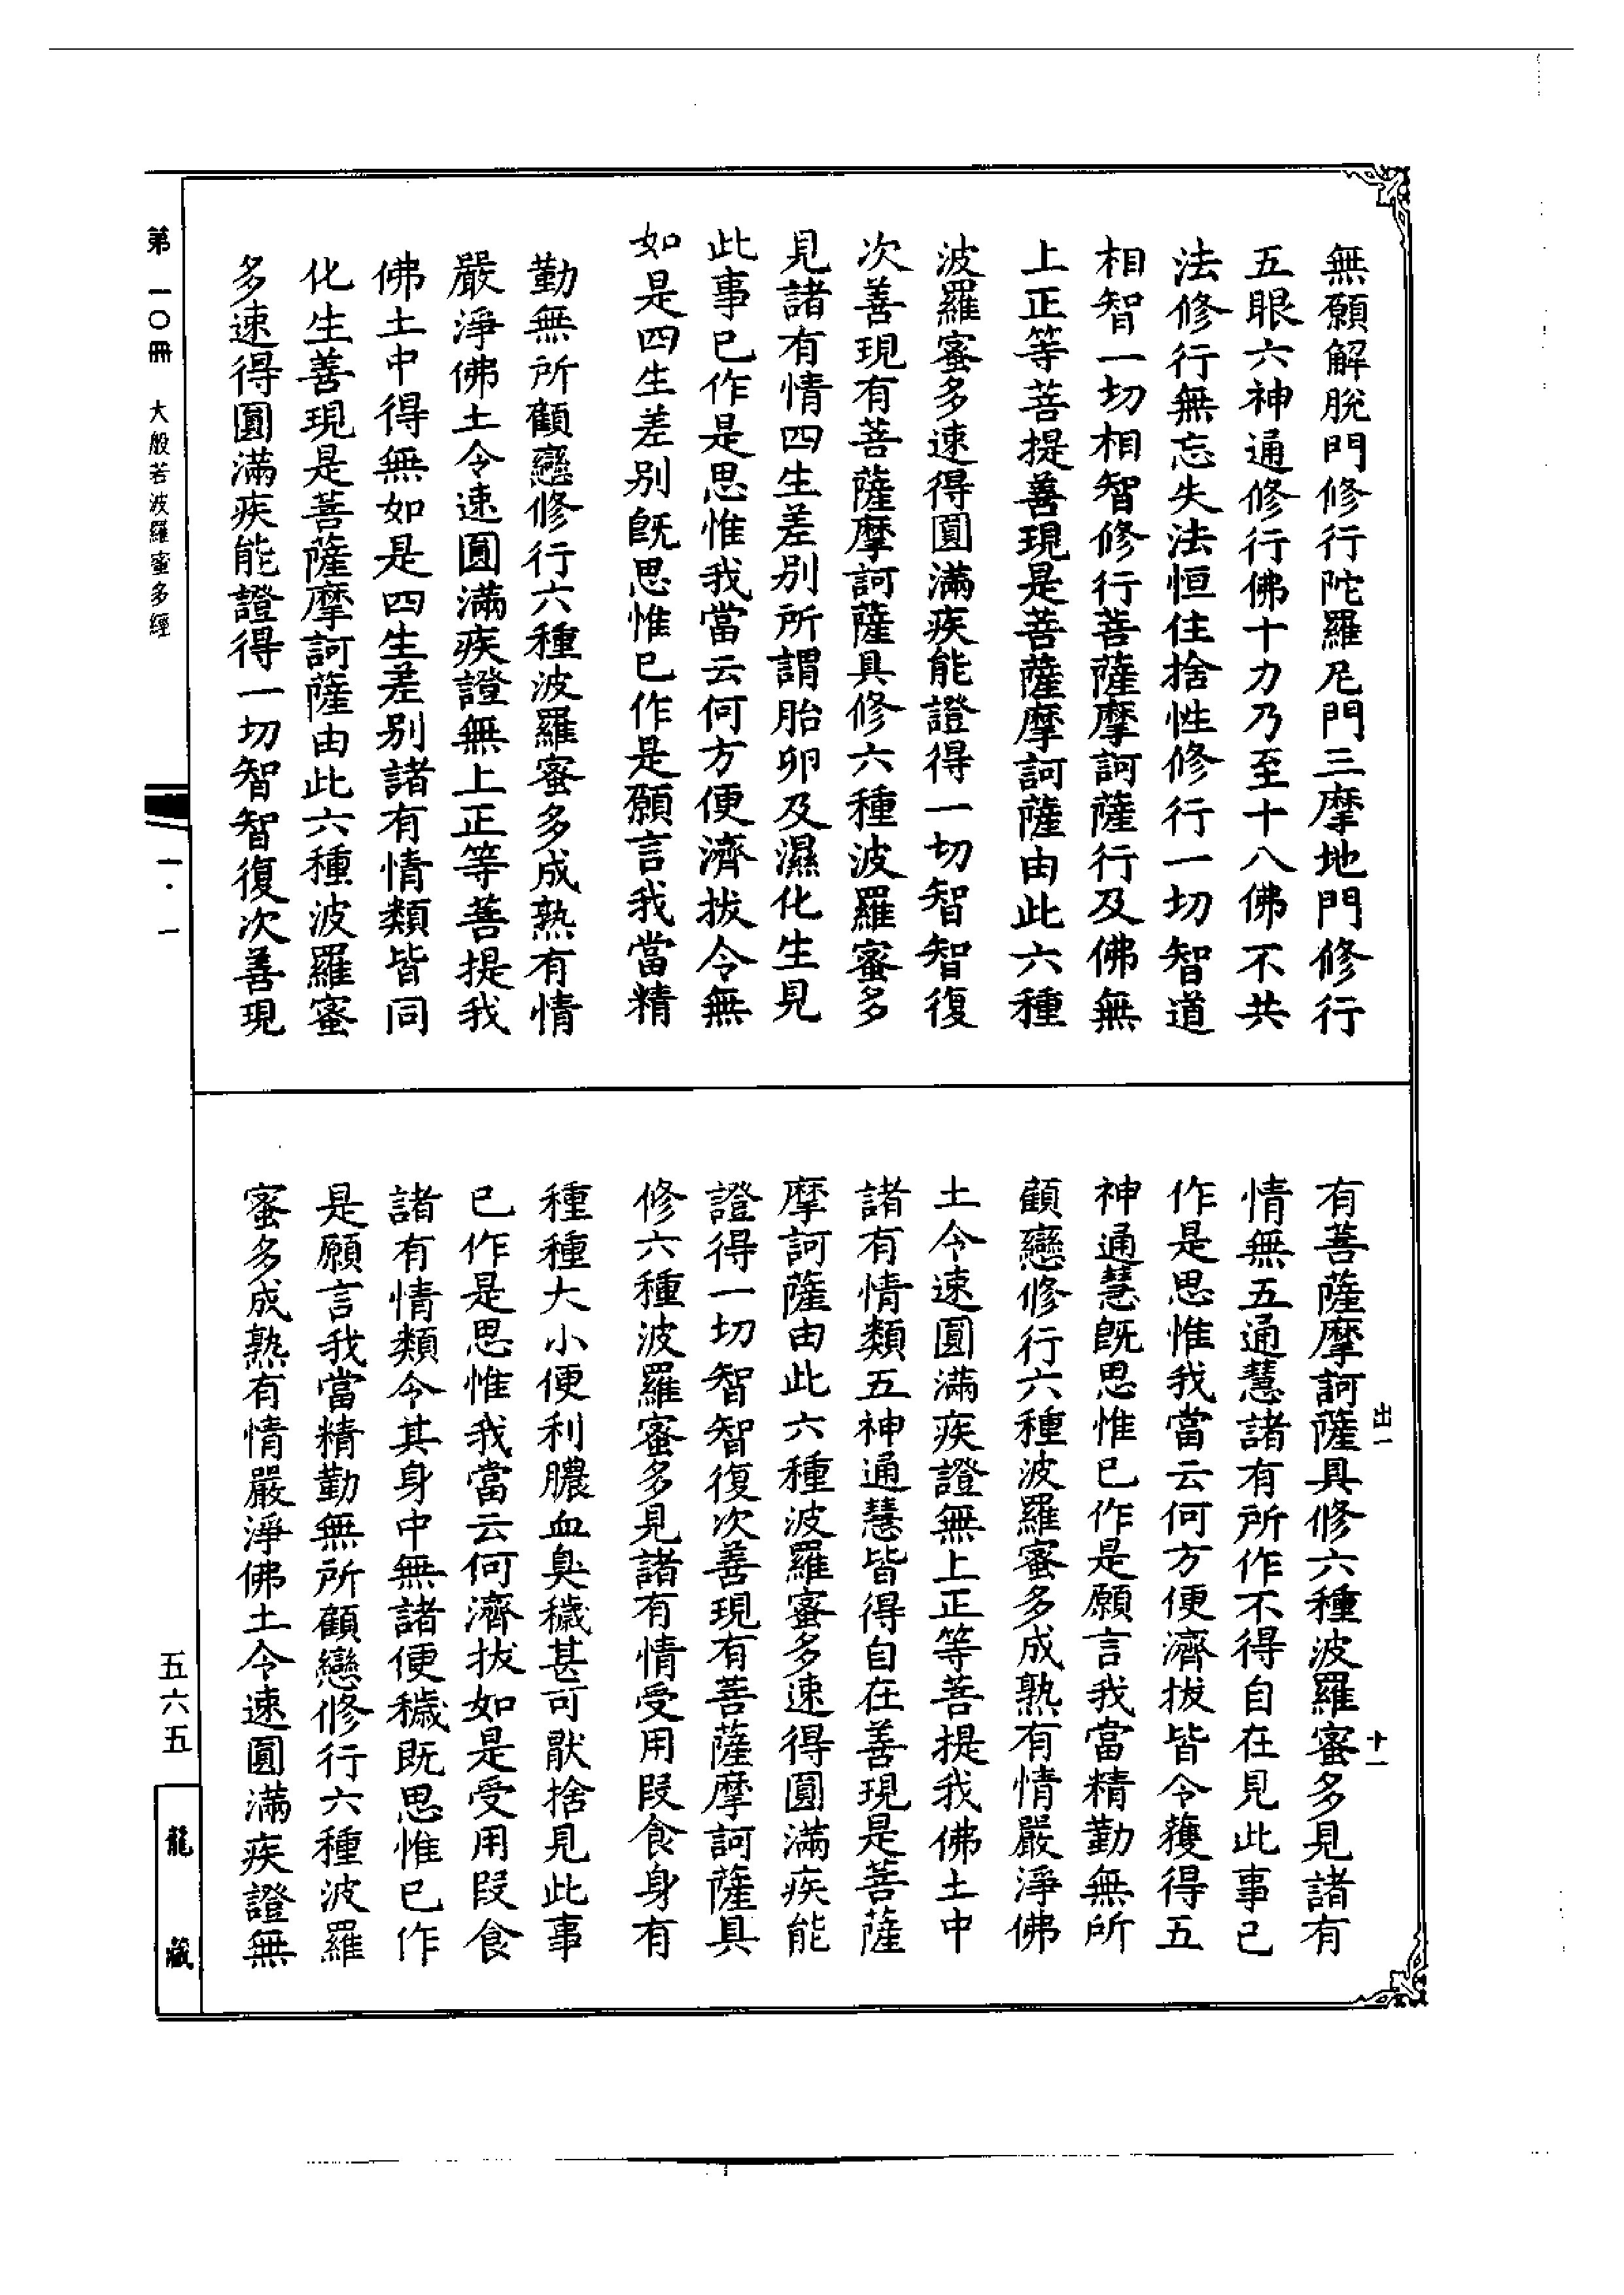 無願解脫門修行陀羅尼門三摩地門修行
五眼六神通修行佛十力乃至十八佛不共
法修行無忘失法恒住捨性修行一切智道
相智一切相智修行菩薩摩訶薩行及佛無
上正等菩提善現是菩薩摩訶薩由此六種
波羅蜜多速得圓滿疾能證得一切智智復
次善現有菩薩摩訶薩具修六種波羅蜜多
見諸有情四生差別所謂胎卵及濕化生見
此事已作是思惟我當云何方便濟拔令無
如是四生差別旣思惟已作是願言我當精
勤無所顧戀修行六種波羅蜜多成熟有情
嚴淨佛土令速圓滿疾證無上正等菩提我
佛土中得無如是四生差別諸有情類皆同
化生善現是菩薩摩訶薩由此六種波羅蜜
多速得圓滿疾能證得一切智智復次善現
有菩薩摩訶薩具修六種波羅蜜多見諸有
情無五通慧諸有所作不得自在見此事已
作是思惟我當云何方便濟拔皆令獲得五
神通慧旣思惟已作是願言我當精勤無所
顧戀修行六種波羅蜜多成熟有情嚴淨佛
土令速圓滿疾證無上正等菩提我佛土中
諸有情類五神通慧皆得自在善現是菩薩
摩訶薩由此六種波羅蜜多速得圓滿疾能
證得一切智智復次善現有菩薩摩訶薩具
修六種波羅蜜多見諸有情受用段食身有
種種大小便利膿血臭穢甚可猒捨見此事
已作是思惟我當云何濟拔如是受用段食
諸有情類令其身中無諸便穢旣思惟已作
是願言我當精勤無所顧戀修行六種波羅
蜜多成熟有情嚴淨佛土令速圓滿疾證無
出一
十一
第一〇冊 大般若波羅蜜多經
一·一
五六五
龍藏